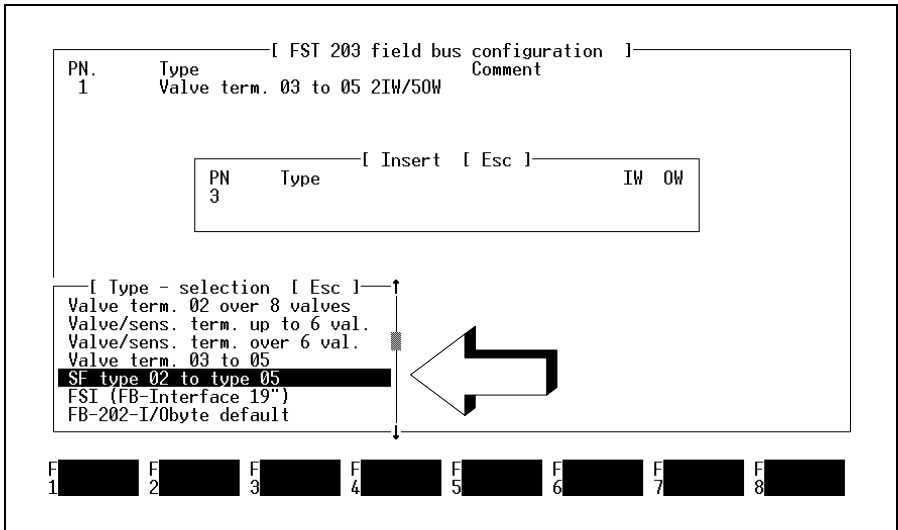 [ FST 203 field bus configuration ]
PN. Type Comment
1 Valve term. 03 to 05 2IW/5OW
[ Insert [ Esc ]
PN Type IW OW
3
[ Type - selection [ Esc ]
Valve term. 02 over 8 valves
Valve/sens. term. up to 6 val.
Valve/sens. term. over 6 val.
Valve term. 03 to 05
SF type 02 to type 05
FSI (FB-Interface 19")
FB-202-I/Obyte default
F1 F2 F3 F4 F5 F6 F7 F8